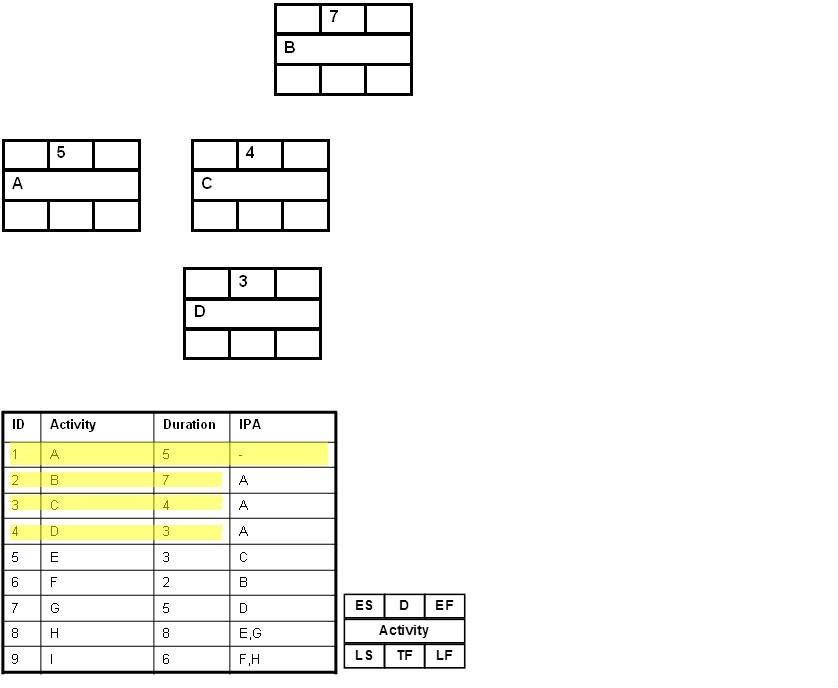 7
B
5
A
4
C
3
D
ID Activity Duration IPA
1 A 5 -
2 B 7 A
3 C 4 A
4 D 3 A
5 E 3 C
6 F 2 B
7 G 5 D
8 H 8 E,G
9 I 6 F,H
ES D EF
Activity
LS TF LF